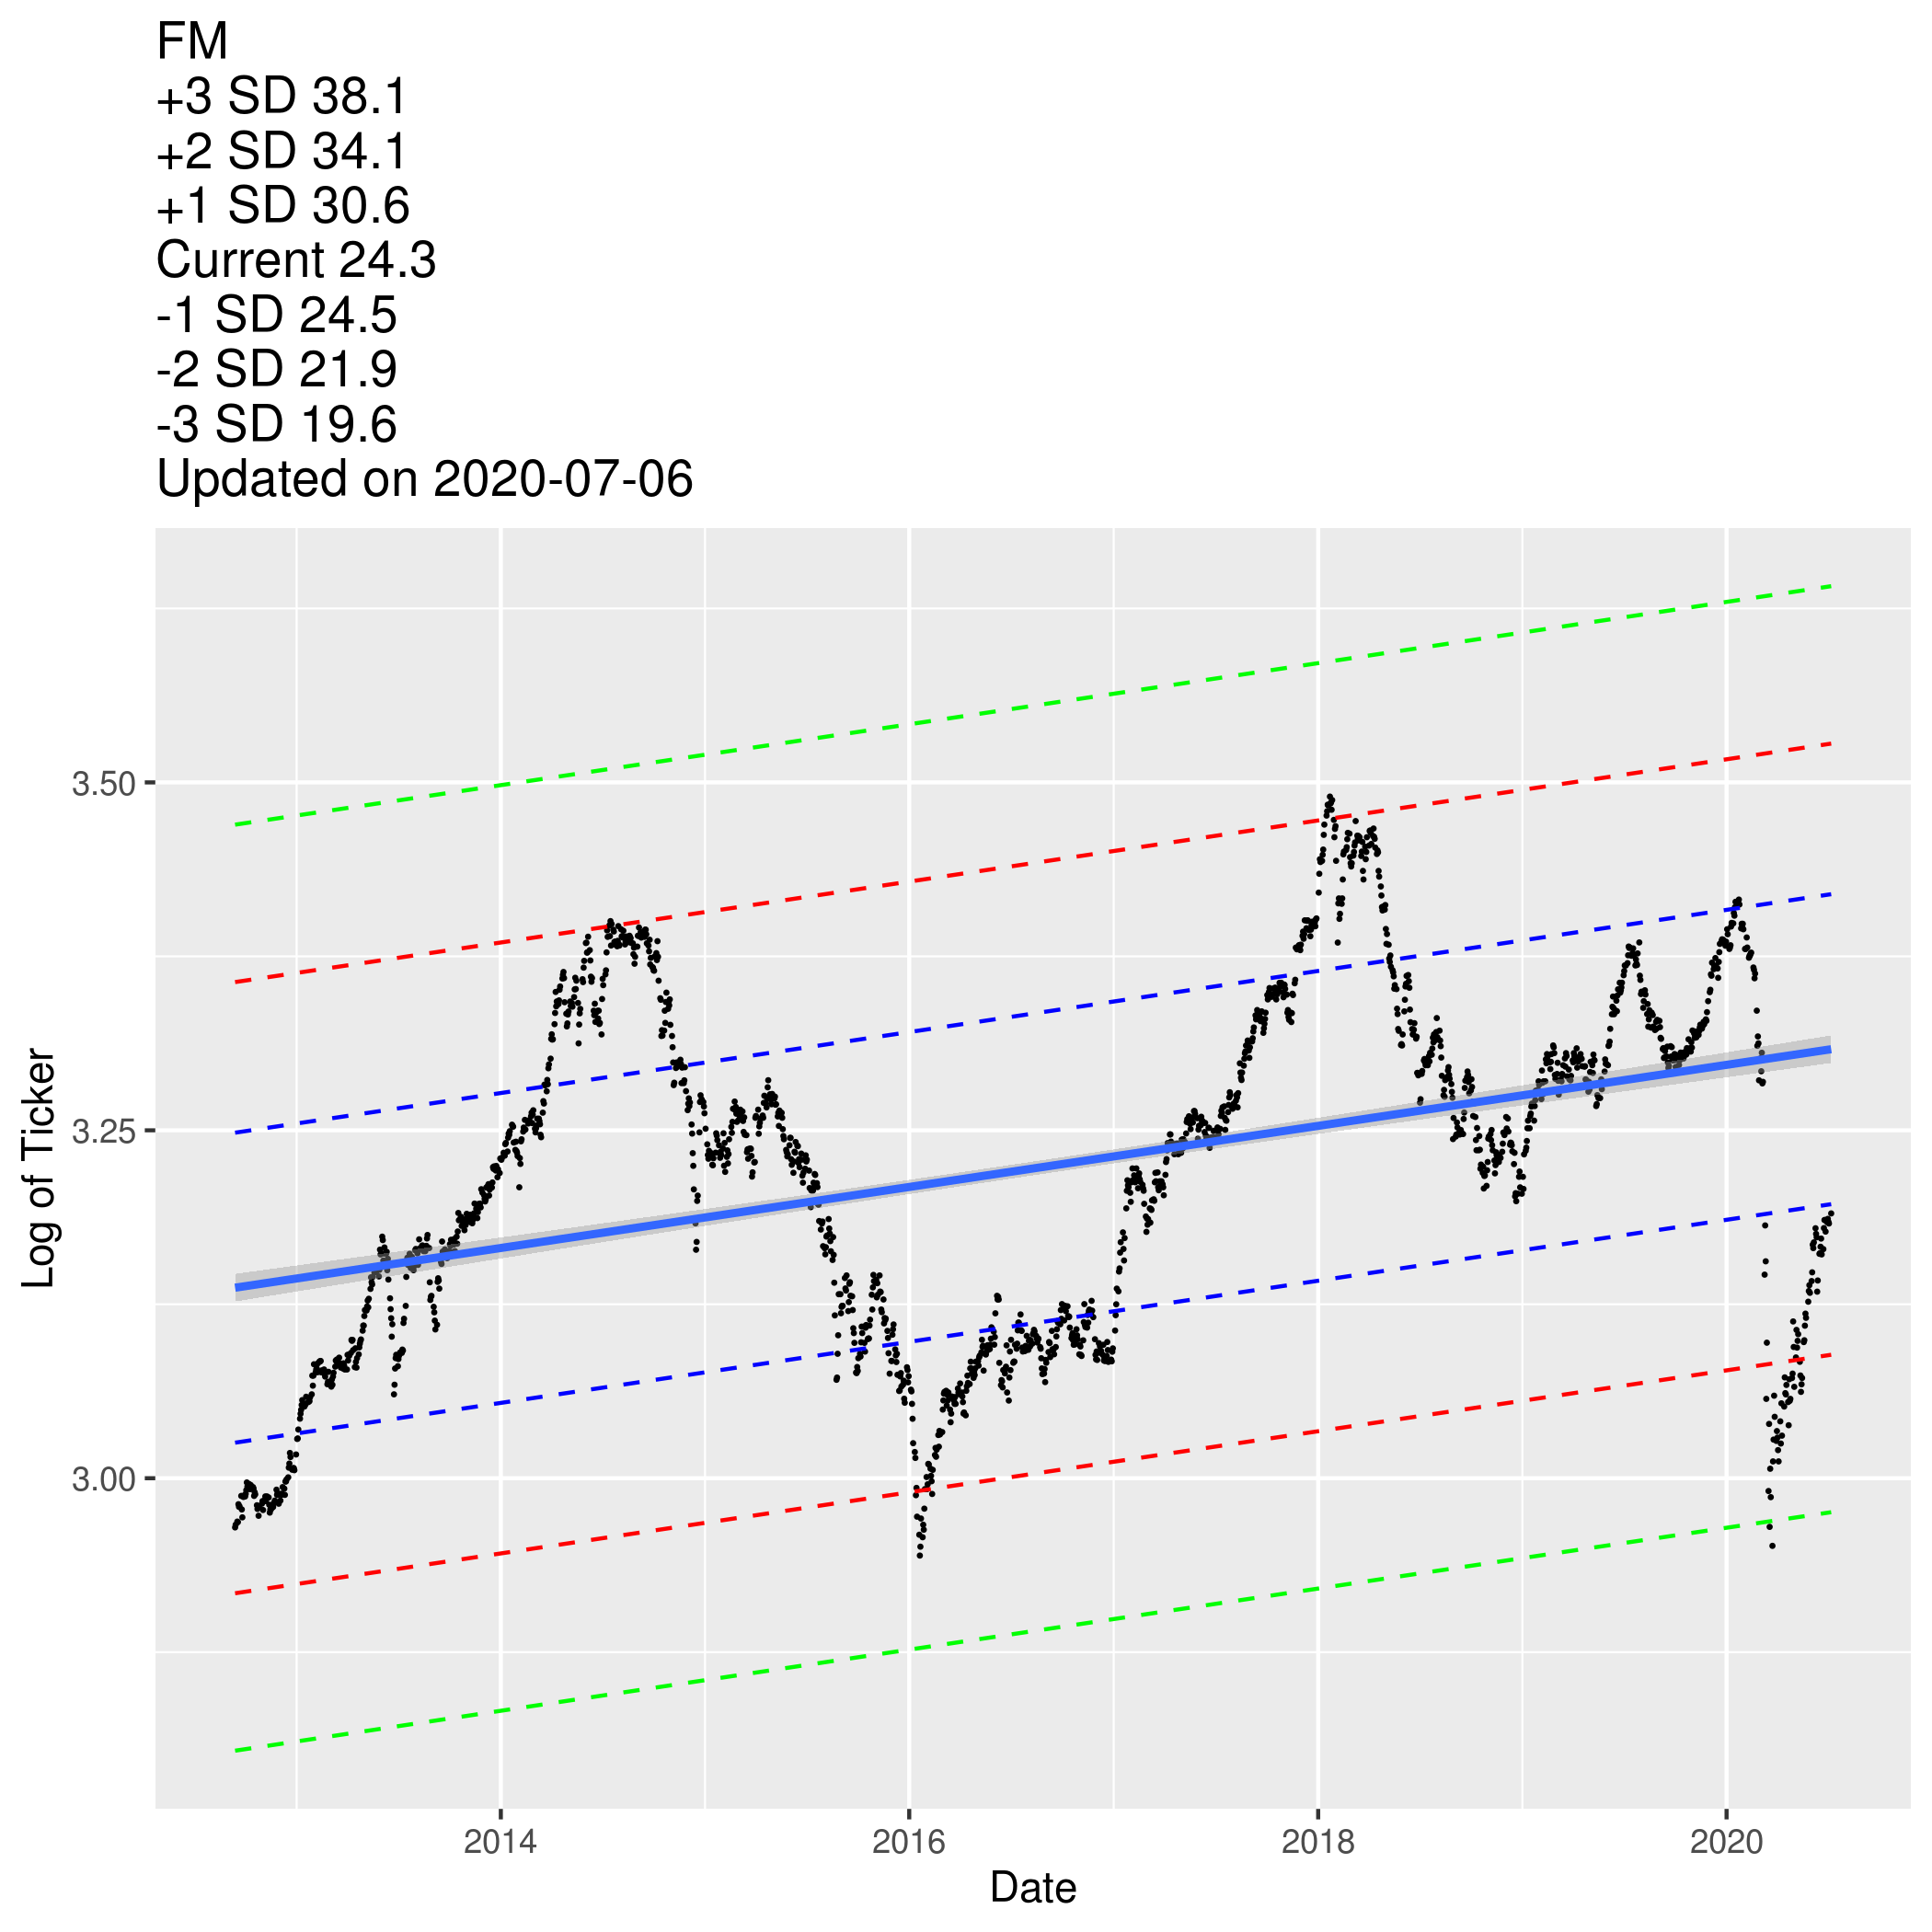 FM
+3 SD 38.1
+2 SD 34.1
+1 SD 30.6
Current 24.3
-1 SD 24.5
-2 SD 21.9
-3 SD 19.6
Updated on 2020-07-06
3.50
3.25
3.00
Log of Ticker
2014 2016 2018 2020
Date